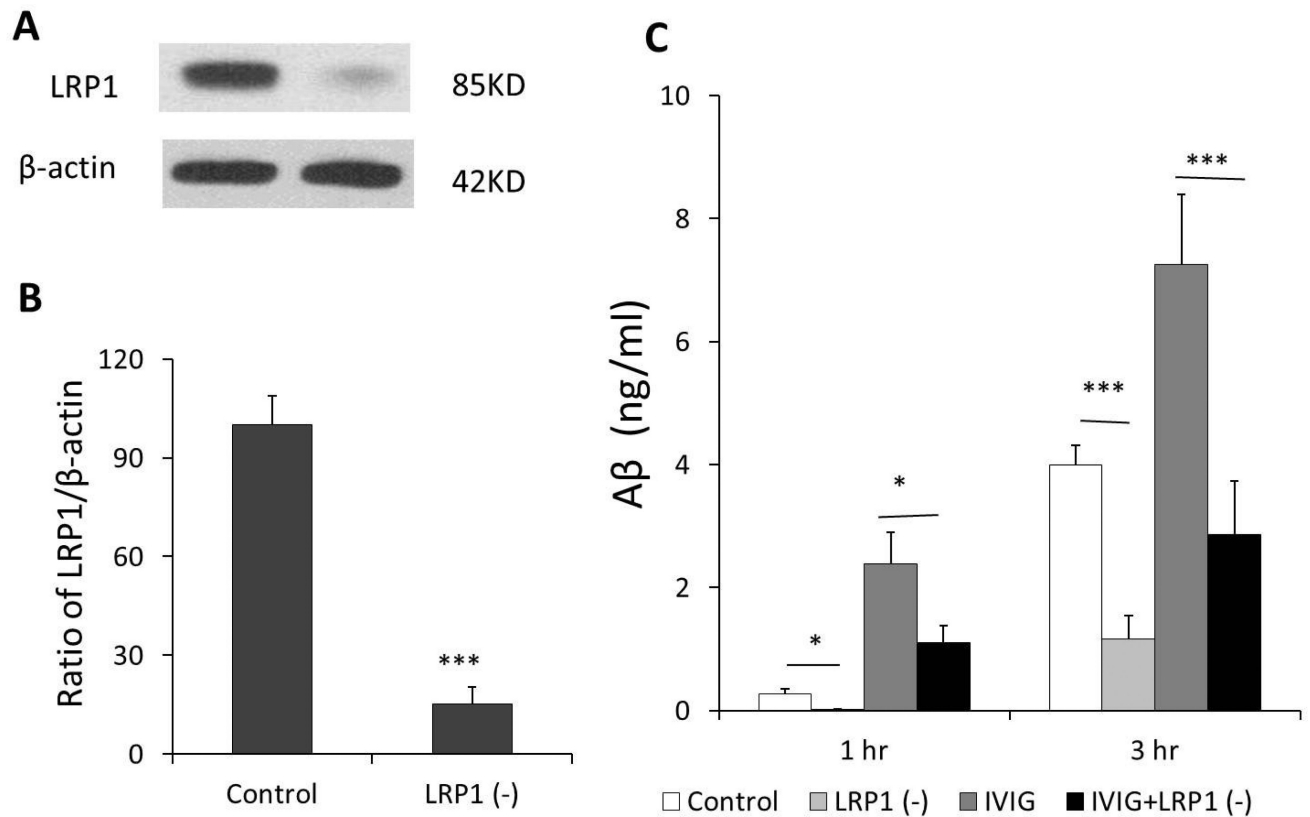 A
LRP1
85KD
β-actin
42KD
B
Ratio of LRP1/β-actin
120
90
60
30
0
***
Control
LRP1 (-)
C
Aβ (ng/ml)
10
8
6
4
2
0
*
*
***
***
1 hr
3 hr
Control
LRP1 (-)
IVIG
IVIG+LRP1 (-)